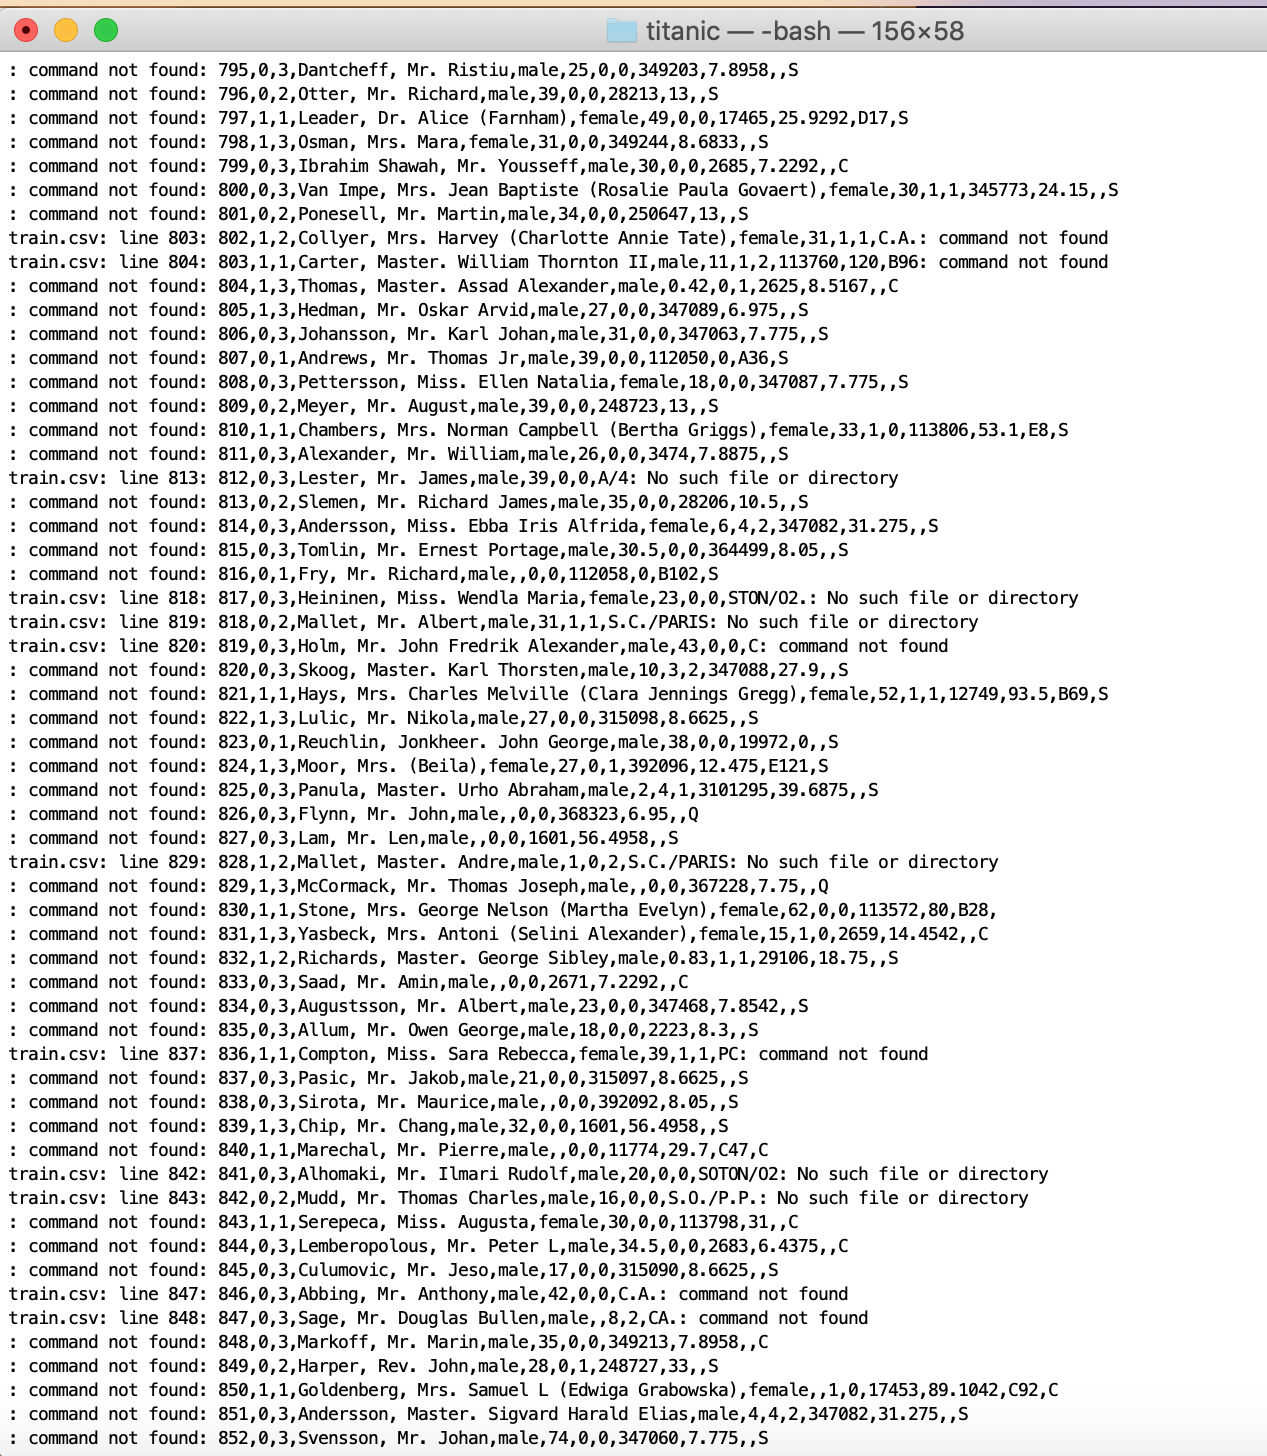 titanic — -bash — 156×58
: command not found: 795,0,3,Dantcheff, Mr. Ristiu,male,25,0,0,349203,7.8958,,S
: command not found: 796,0,2,Otter, Mr. Richard,male,39,0,0,28213,13,,S
: command not found: 797,1,1,Leader, Dr. Alice (Farnham),female,49,0,0,17465,25.9292,D17,S
: command not found: 798,1,3,Osman, Mrs. Mara,female,31,0,0,349244,8.6833,,S
: command not found: 799,0,3,Ibrahim Shawah, Mr. Yousseff,male,30,0,0,2685,7.2292,,C
: command not found: 800,0,3,Van Impe, Mrs. Jean Baptiste (Rosalie Paula Govaert),female,30,1,1,345773,24.15,,S
: command not found: 801,0,2,Ponesell, Mr. Martin,male,34,0,0,250647,13,,S
train.csv: line 803: 802,1,2,Collyer, Mrs. Harvey (Charlotte Annie Tate),female,31,1,1,C.A.: command not found
train.csv: line 804: 803,1,1,Carter, Master. William Thornton II,male,11,1,2,113760,120,B96: command not found
: command not found: 804,1,3,Thomas, Master. Assad Alexander,male,0.42,0,1,2625,8.5167,,C
: command not found: 805,1,3,Hedman, Mr. Oskar Arvid,male,27,0,0,347089,6.975,,S
: command not found: 806,0,3,Johansson, Mr. Karl Johan,male,31,0,0,347063,7.775,,S
: command not found: 807,0,1,Andrews, Mr. Thomas Jr,male,39,0,0,112050,0,A36,S
: command not found: 808,0,3,Pettersson, Miss. Ellen Natalia,female,18,0,0,347087,7.775,,S
: command not found: 809,0,2,Meyer, Mr. August,male,39,0,0,248723,13,,S
: command not found: 810,1,1,Chambers, Mrs. Norman Campbell (Bertha Griggs),female,33,1,0,113806,53.1,E8,S
: command not found: 811,0,3,Alexander, Mr. William,male,26,0,0,3474,7.8875,,S
train.csv: line 813: 812,0,3,Lester, Mr. James,male,39,0,0,A/4: No such file or directory
: command not found: 813,0,2,Slemen, Mr. Richard James,male,35,0,0,28206,10.5,,S
: command not found: 814,0,3,Andersson, Miss. Ebba Iris Alfrida,female,6,4,2,347082,31.275,,S
: command not found: 815,0,3,Tomlin, Mr. Ernest Portage,male,30.5,0,0,364499,8.05,,S
: command not found: 816,0,1,Fry, Mr. Richard,male,,0,0,112058,0,B102,S
train.csv: line 818: 817,0,3,Heininen, Miss. Wendla Maria,female,23,0,0,STON/O2.: No such file or directory
train.csv: line 819: 818,0,2,Mallet, Mr. Albert,male,31,1,1,S.C./PARIS: No such file or directory
train.csv: line 820: 819,0,3,Holm, Mr. John Fredrik Alexander,male,43,0,0,C: command not found
: command not found: 820,0,3,Skoog, Master. Karl Thorsten,male,10,3,2,347088,27.9,,S
: command not found: 821,1,1,Hays, Mrs. Charles Melville (Clara Jennings Gregg),female,52,1,1,12749,93.5,B69,S
: command not found: 822,1,3,Lulic, Mr. Nikola,male,27,0,0,315098,8.6625,,S
: command not found: 823,0,1,Reuchlin, Jonkheer. John George,male,38,0,0,19972,0,,S
: command not found: 824,1,3,Moor, Mrs. (Beila),female,27,0,1,392096,12.475,E121,S
: command not found: 825,0,3,Panula, Master. Urho Abraham,male,2,4,1,3101295,39.6875,,S
: command not found: 826,0,3,Flynn, Mr. John,male,,0,0,368323,6.95,,Q
: command not found: 827,0,3,Lam, Mr. Len,male,,0,0,1601,56.4958,,S
train.csv: line 829: 828,1,2,Mallet, Master. Andre,male,1,0,2,S.C./PARIS: No such file or directory
: command not found: 829,1,3,McCormack, Mr. Thomas Joseph,male,,0,0,367228,7.75,,Q
: command not found: 830,1,1,Stone, Mrs. George Nelson (Martha Evelyn),female,62,0,0,113572,80,B28,
: command not found: 831,1,3,Yasbeck, Mrs. Antoni (Selini Alexander),female,15,1,0,2659,14.4542,,C
: command not found: 832,1,2,Richards, Master. George Sibley,male,0.83,1,1,29106,18.75,,S
: command not found: 833,0,3,Saad, Mr. Amin,male,,0,0,2671,7.2292,,C
: command not found: 834,0,3,Augustsson, Mr. Albert,male,23,0,0,347468,7.8542,,S
: command not found: 835,0,3,Allum, Mr. Owen George,male,18,0,0,2223,8.3,,S
train.csv: line 837: 836,1,1,Compton, Miss. Sara Rebecca,female,39,1,1,PC: command not found
: command not found: 837,0,3,Pasic, Mr. Jakob,male,21,0,0,315097,8.6625,,S
: command not found: 838,0,3,Sirota, Mr. Maurice,male,,0,0,392092,8.05,,S
: command not found: 839,1,3,Chip, Mr. Chang,male,32,0,0,1601,56.4958,,S
: command not found: 840,1,1,Marechal, Mr. Pierre,male,,0,0,11774,29.7,C47,C
train.csv: line 842: 841,0,3,Alhomaki, Mr. Ilmari Rudolf,male,20,0,0,SOTON/O2: No such file or directory
train.csv: line 843: 842,0,2,Mudd, Mr. Thomas Charles,male,16,0,0,S.O./P.P.: No such file or directory
: command not found: 843,1,1,Serepeca, Miss. Augusta,female,30,0,0,113798,31,,C
: command not found: 844,0,3,Lemberopolous, Mr. Peter L,male,34.5,0,0,2683,6.4375,,C
: command not found: 845,0,3,Culumovic, Mr. Jeso,male,17,0,0,315090,8.6625,,S
train.csv: line 847: 846,0,3,Abbing, Mr. Anthony,male,42,0,0,C.A.: command not found
train.csv: line 848: 847,0,3,Sage, Mr. Douglas Bullen,male,,8,2,CA.: command not found
: command not found: 848,0,3,Markoff, Mr. Marin,male,35,0,0,349213,7.8958,,C
: command not found: 849,0,2,Harper, Rev. John,male,28,0,1,248727,33,,S
: command not found: 850,1,1,Goldenberg, Mrs. Samuel L (Edwiga Grabowska),female,,1,0,17453,89.1042,C92,C
: command not found: 851,0,3,Andersson, Master. Sigvard Harald Elias,male,4,4,2,347082,31.275,,S
: command not found: 852,0,3,Svensson, Mr. Johan,male,74,0,0,347060,7.775,,S